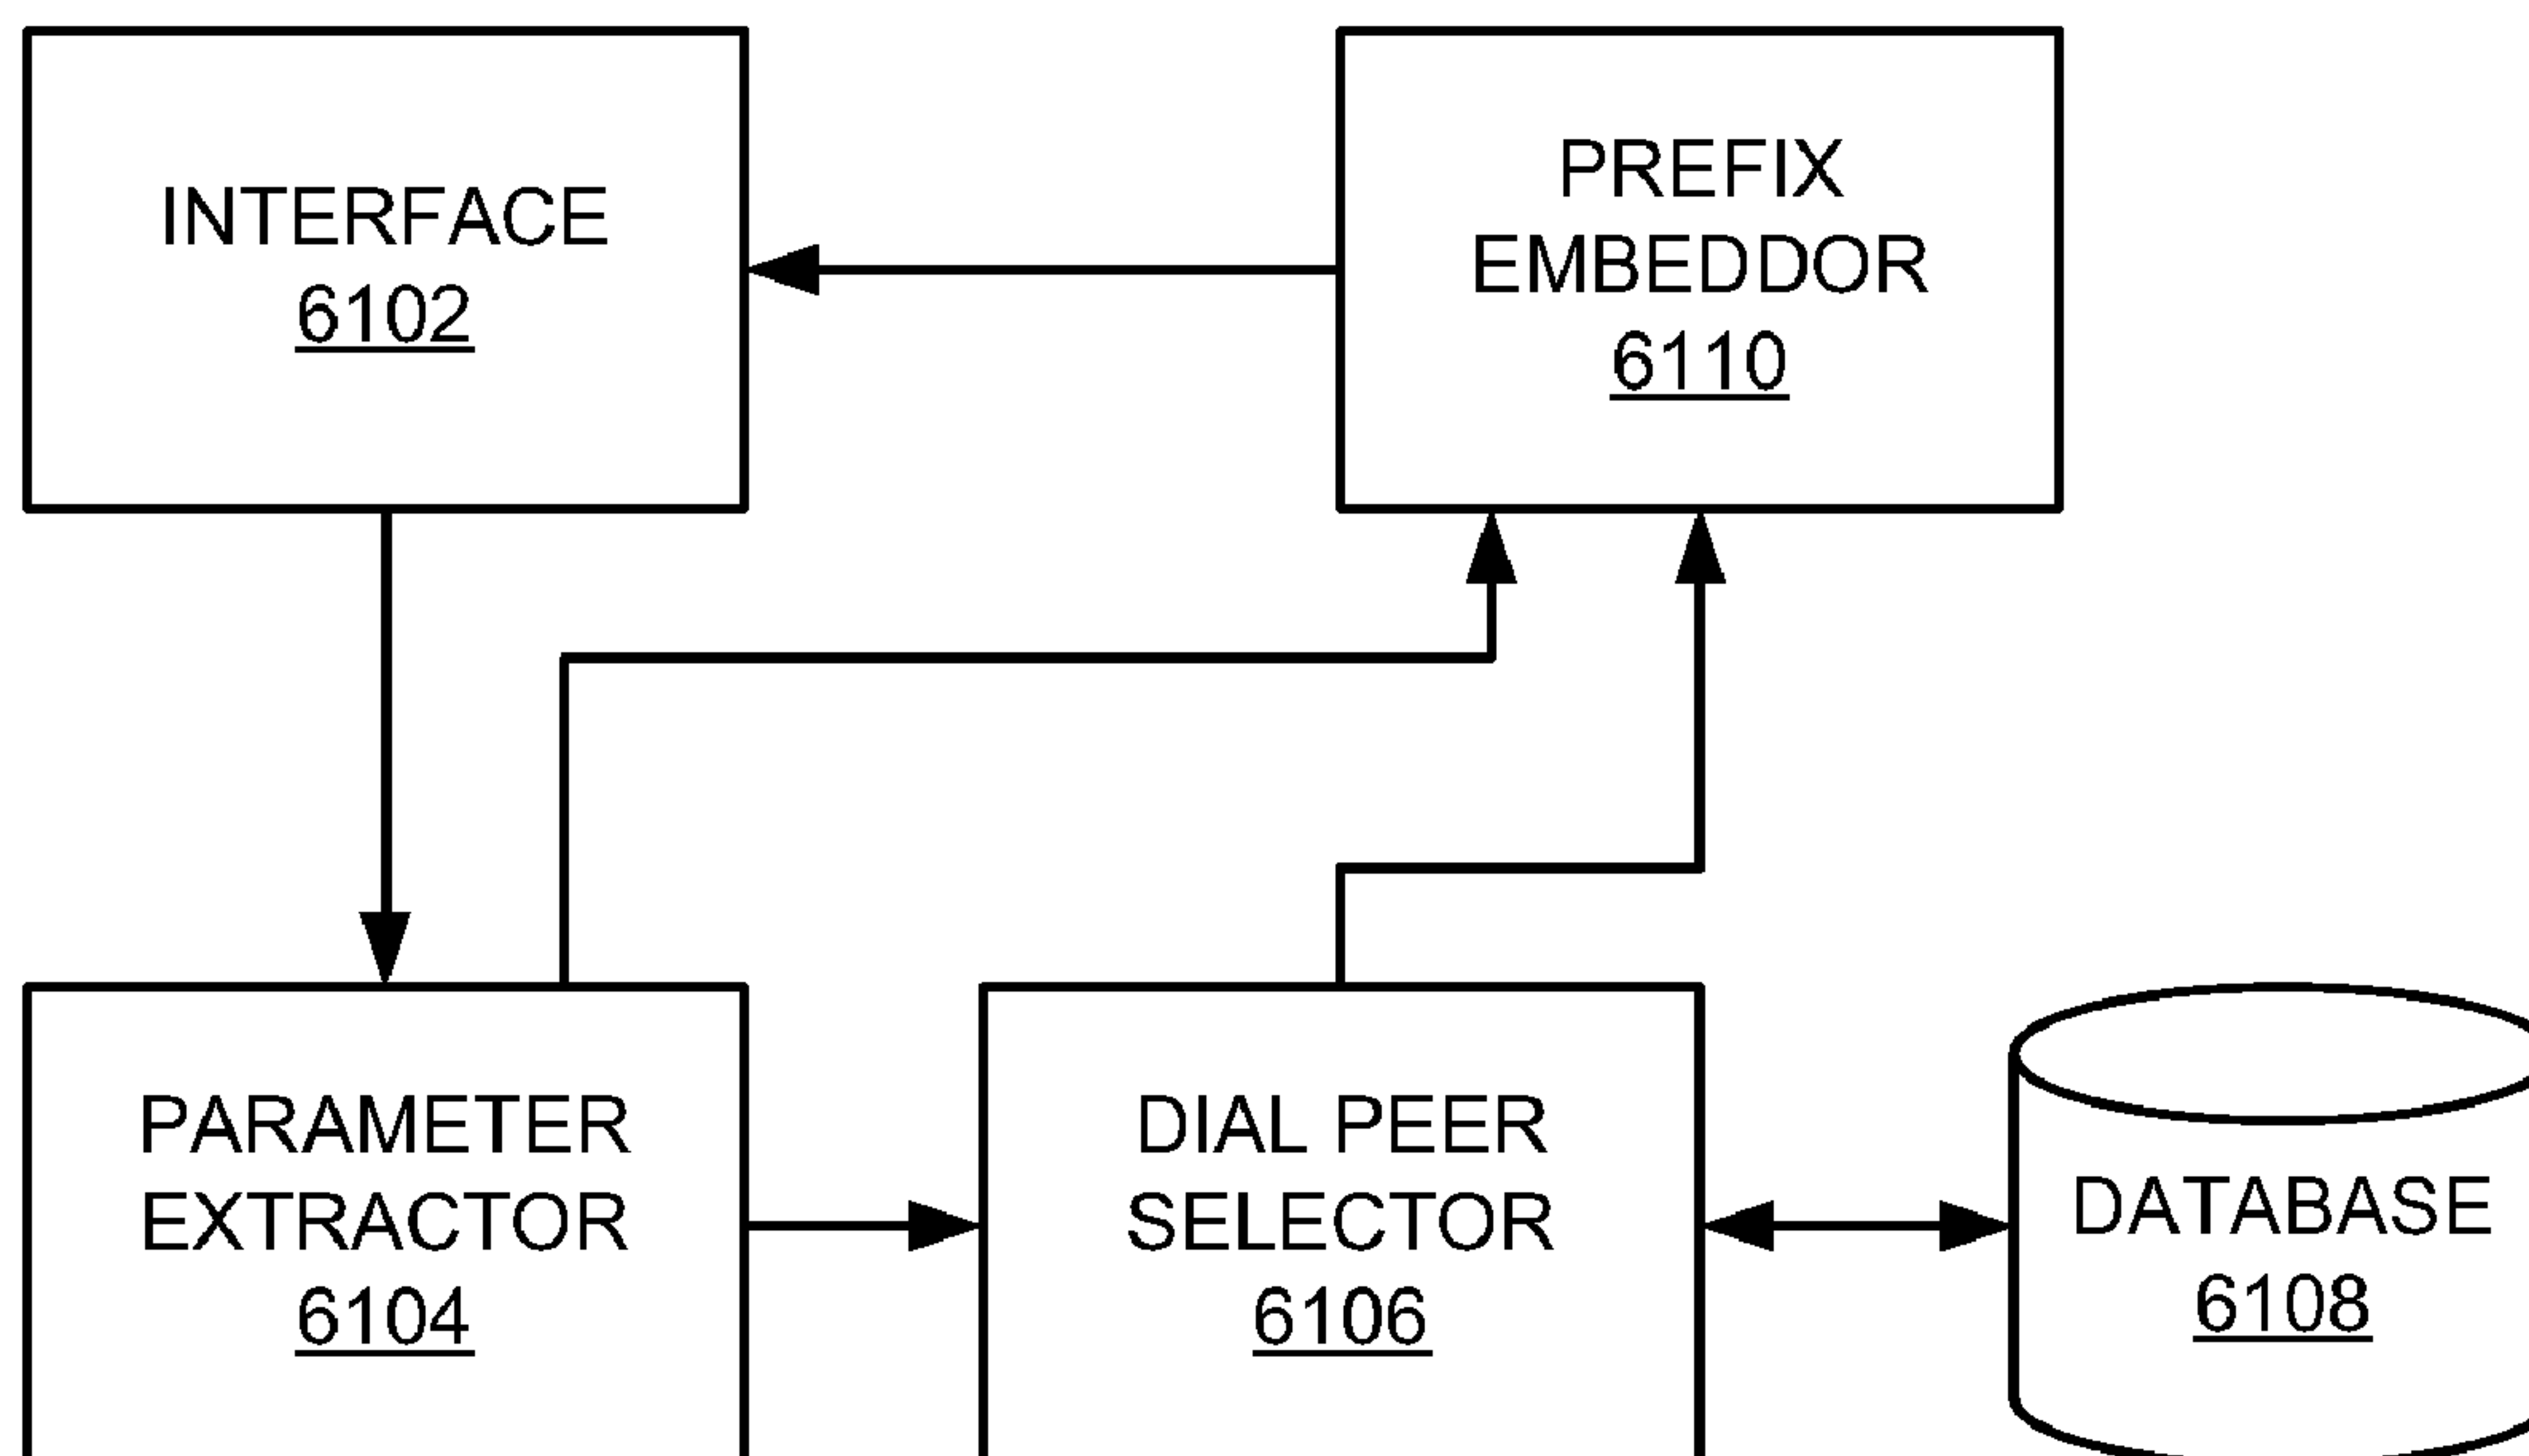 INTERFACE
6102
PREFIX
EMBEDDOR
6110
PARAMETER
EXTRACTOR
6104
DIAL PEER
SELECTOR
6106
DATABASE
6108